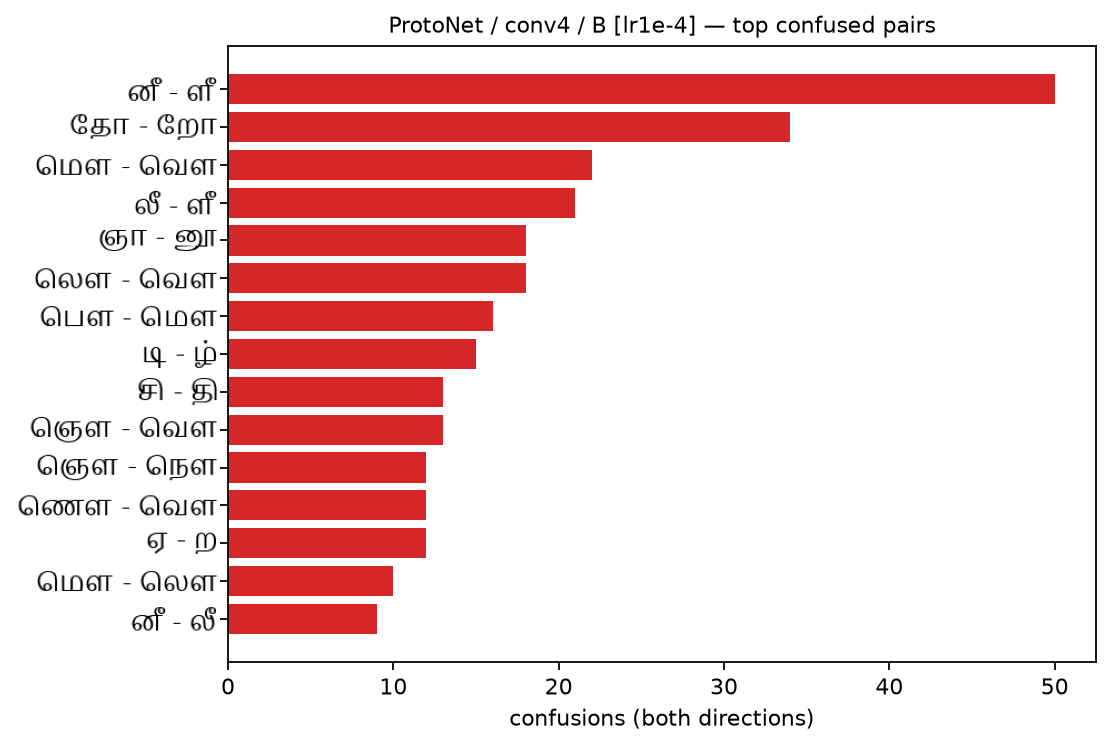 ProtoNet / conv4 / B [lr1e-4] — top confused pairs
னீ - ளீ
தோ - றோ
மௌ - வௌ
லீ - ளீ
ஞா - னூ
லௌ - வௌ
பௌ - மௌ
டி - ழ்
சி - தி
ஞௌ - வௌ
ஞௌ - நௌ
ணௌ - வௌ
ஏ - ற
மௌ - லௌ
னீ - லீ
0 10 20 30 40 50
confusions (both directions)